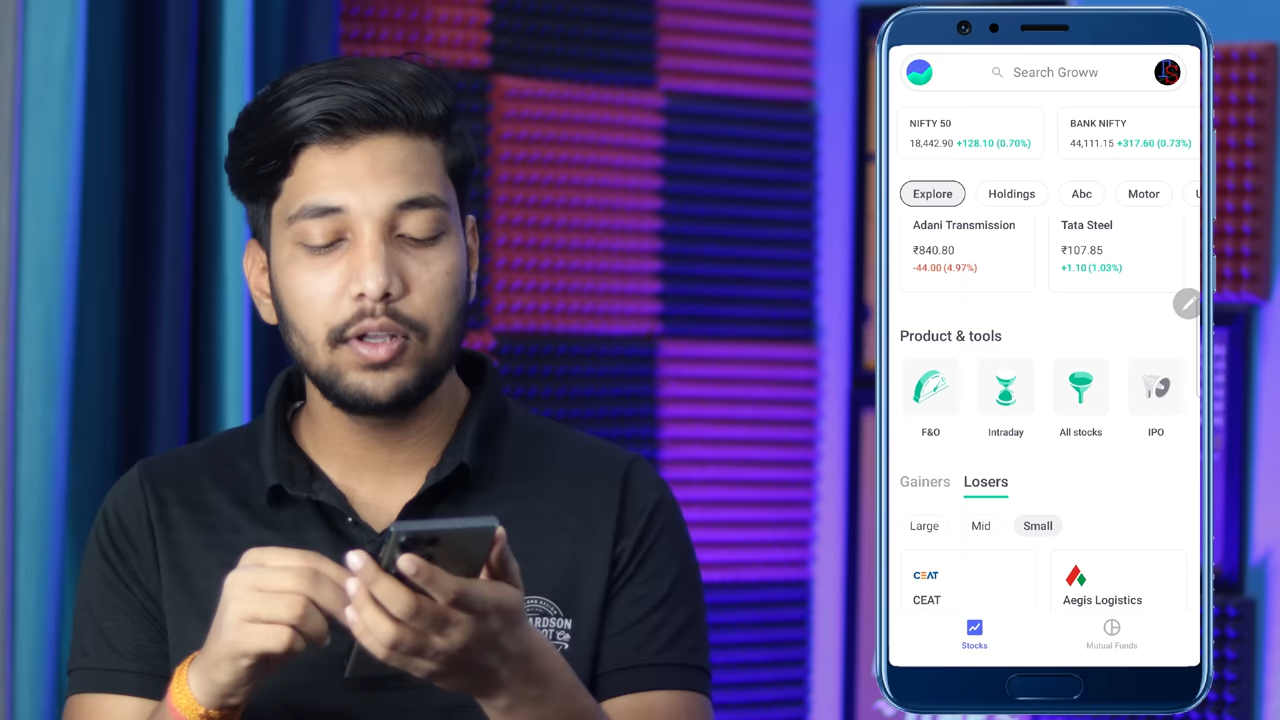 Search Groww
NIFTY 50
18,442.90 +128.10 (0.70%)
BANK NIFTY
44,111.15 +317.60 (0.73%)
Explore
Holdings
Abc
Motor
Adani Transmission
₹840.80
-44.00 (4.97%)
Tata Steel
₹107.85
+1.10 (1.03%)
Product & tools
F&O
Intraday
All stocks
IPO
Gainers
Losers
Large
Mid
Small
CEAT
CEAT
Aegis Logistics
Stocks
Mutual Funds